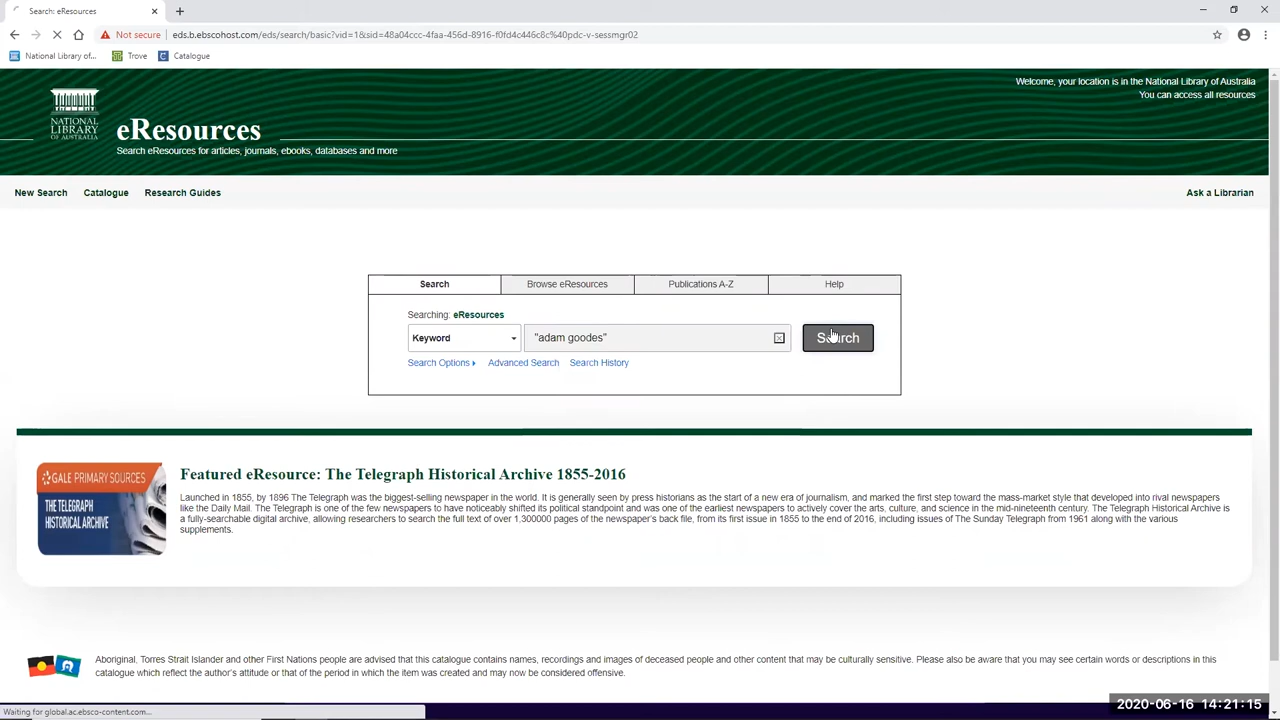 Search: eResources
Not secure
eds.b.ebscohost.com/eds/search/basic?vid=1&sid=48a04ccc-4faa-456d-8916-f0fd4c446c8c%40pdc-v-sessmgr02
National Library of...
Trove
Catalogue
Welcome, your location is in the National Library of Australia
You can access all resources
NATIONAL
LIBRARY
OF AUSTRALIA
eResources
Search eResources for articles, journals, ebooks, databases and more
New Search
Catalogue
Research Guides
Ask a Librarian
Search
Browse eResources
Publications A-Z
Help
Searching: eResources
Keyword
"adam goodes"
Search
Search Options
Advanced Search
Search History
GALE PRIMARY SOURCES
THE TELEGRAPH
HISTORICAL ARCHIVE
Featured eResource: The Telegraph Historical Archive 1855-2016
Launched in 1855, by 1896 The Telegraph was the biggest-selling newspaper in the world. It is generally seen by press historians as the start of a new era of journalism, and marked the first step toward the mass-market style that developed into rival newspapers
like the Daily Mail. The Telegraph is one of the few newspapers to have noticeably shifted its political standpoint and was one of the earliest newspapers to actively cover the arts, culture, and science in the mid-nineteenth century. The Telegraph Historical Archive is
a fully-searchable digital archive, allowing researchers to search the full text of over 1,300000 pages of the newspaper's back file, from its first issue in 1855 to the end of 2016, including issues of The Sunday Telegraph from 1961 along with the various
supplements.
Aboriginal, Torres Strait Islander and other First Nations people are advised that this catalogue contains names, recordings and images of deceased people and other content that may be culturally sensitive. Please also be aware that you may see certain words or descriptions in this
catalogue which reflect the author's attitude or that of the period in which the item was created and may now be considered offensive.
Waiting for global.ac.ebsco-content.com...
2020-06-16 14:21:15